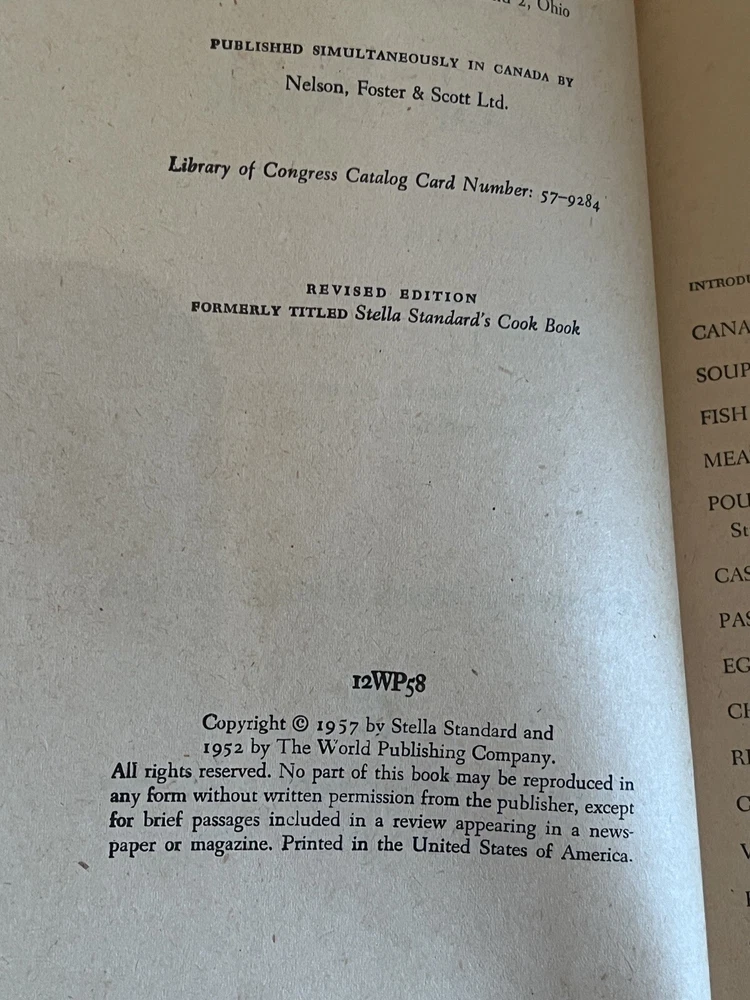 2, Ohio
PUBLISHED SIMULTANEOUSLY IN CANADA BY
Nelson, Foster & Scott Ltd.
Library of Congress Catalog Card Number: 57–9284
REVISED EDITION
FORMERLY TITLED Stella Standard's Cook Book
12WP58
Copyright © 1957 by Stella Standard and
1952 by The World Publishing Company.
All rights reserved. No part of this book may be reproduced in
any form without written permission from the publisher, except
for brief passages included in a review appearing in a news-
paper or magazine. Printed in the United States of America.
INTRODU
CANA
SOUP
FISH
MEA
POU
St
CAS
PAS
EG
CH
RI
C
V